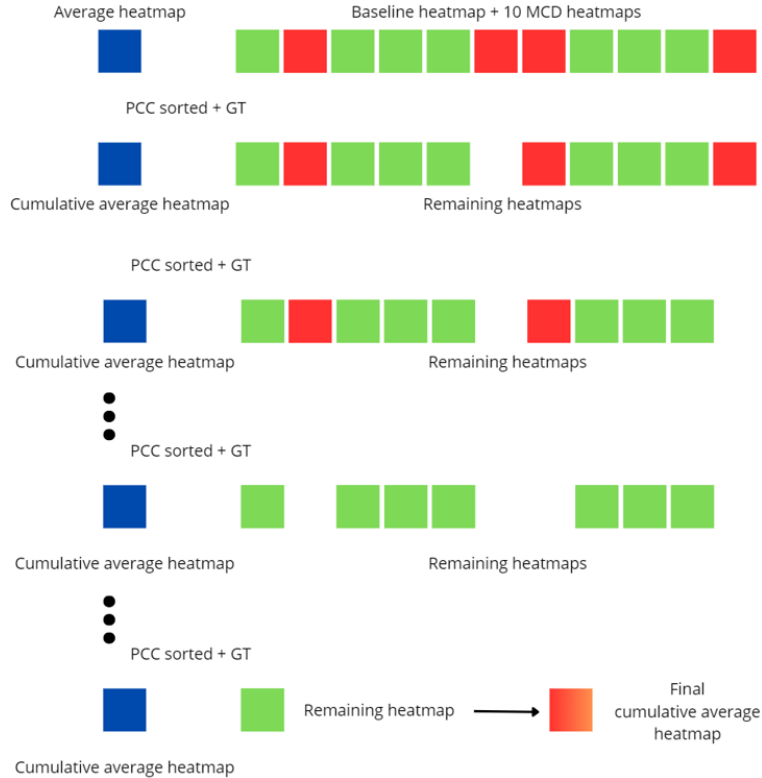 Average heatmap
Baseline heatmap + 10 MCD heatmaps
PCC sorted + GT
Cumulative average heatmap
Remaining heatmaps
PCC sorted + GT
Cumulative average heatmap
Remaining heatmaps
PCC sorted + GT
Cumulative average heatmap
Remaining heatmaps
PCC sorted + GT
Remaining heatmap
Final
cumulative average
heatmap
Cumulative average heatmap